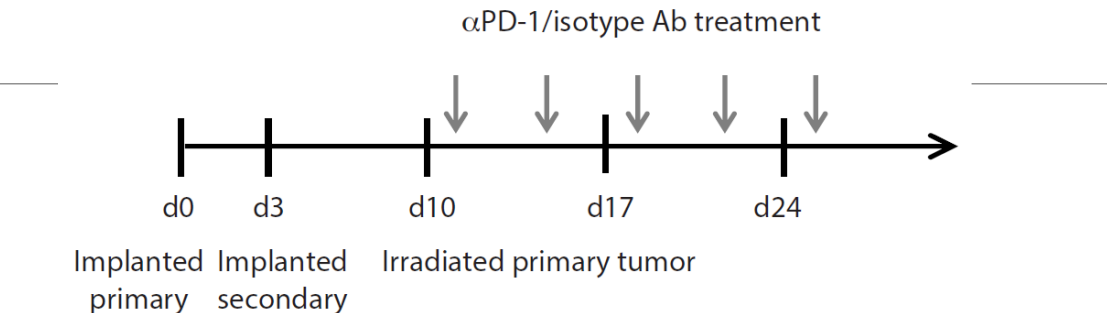 αPD-1/isotype Ab treatment
d0 d3 d10 d17 d24
Implanted Implanted Irradiated primary tumor
primary secondary